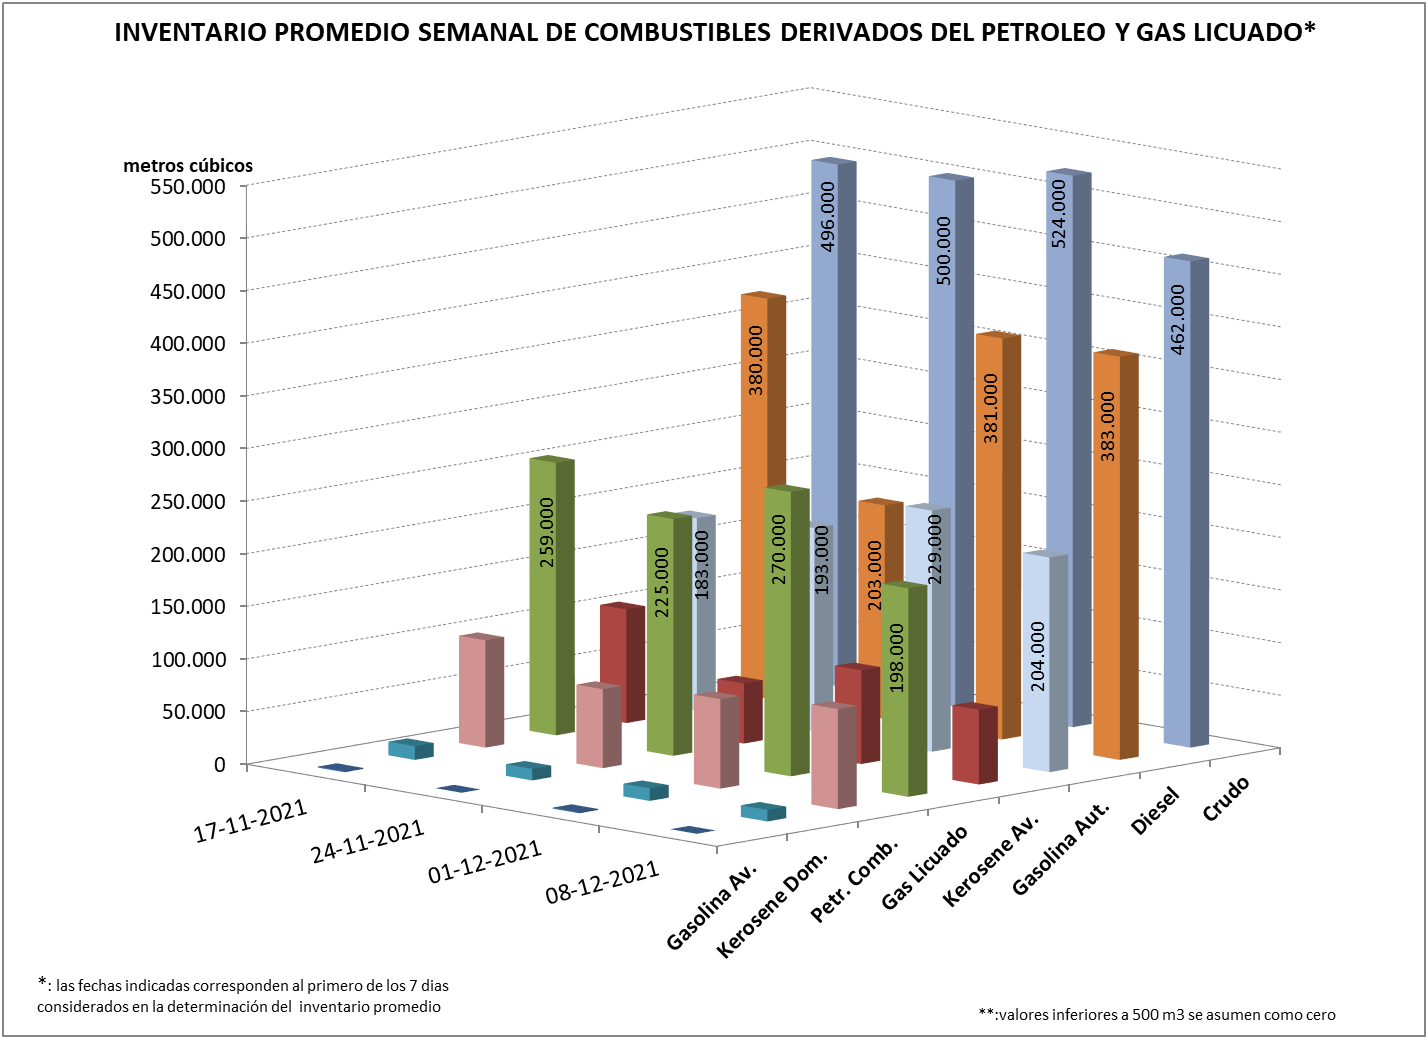 INVENTARIO PROMEDIO SEMANAL DE COMBUSTIBLES DERIVADOS DEL PETROLEO Y GAS LICUADO*
metros cúbicos
550.000
500.000
450.000
400.000
350.000
300.000
250.000
200.000
150.000
100.000
50.000
0
496.000
500.000
524.000
462.000
380.000
203.000
381.000
383.000
183.000
193.000
229.000
204.000
259.000
225.000
270.000
198.000
17-11-2021
24-11-2021
01-12-2021
08-12-2021
Gasolina Av.
Kerosene Dom.
Petr. Comb.
Gas Licuado
Kerosene Av.
Gasolina Aut.
Diesel
Crudo
*: las fechas indicadas corresponden al primero de los 7 dias
considerados en la determinación del inventario promedio
**:valores inferiores a 500 m3 se asumen como cero